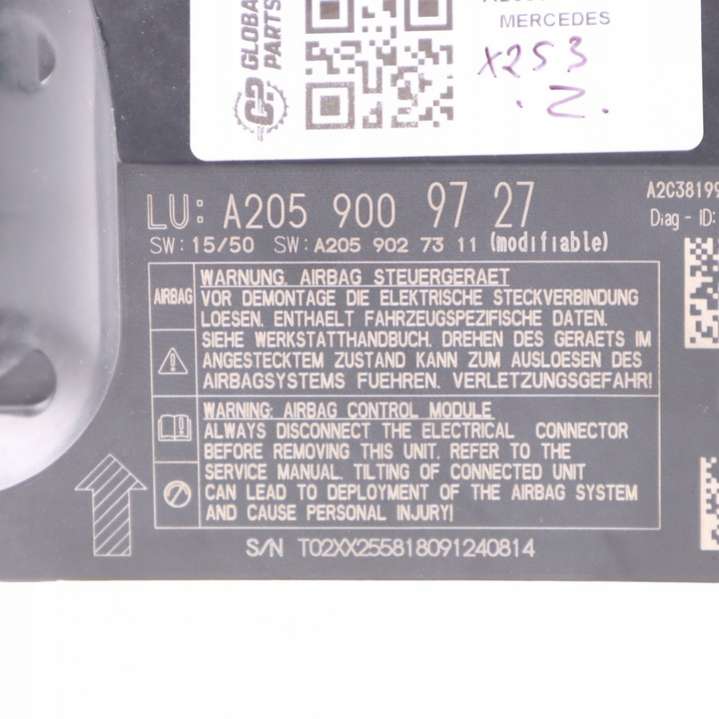 GLOBAL
PARTS
MERCEDES
X253
.Z.
LU: A205 900 97 27
SW: 15/50 SW: A205 902 73 11 (modifiable)
A2C38199
Diag - ID:
AIRBAG
WARNUNG. AIRBAG STEUERGERAET
VOR DEMONTAGE DIE ELEKTRISCHE STECKVERBINDUNG
LOESEN. ENTHAELT FAHRZEUGSPEZIFISCHE DATEN.
SIEHE WERKSTATTHANDBUCH. DREHEN DES GERAETS IM
ANGESTECKTEM ZUSTAND KANN ZUM AUSLOESEN DES
AIRBAGSYSTEMS FUEHREN. VERLETZUNGSGEFAHR!
WARNING: AIRBAG CONTROL MODULE
ALWAYS DISCONNECT THE ELECTRICAL CONNECTOR
BEFORE REMOVING THIS UNIT. REFER TO THE
SERVICE MANUAL. TILTING OF CONNECTED UNIT
CAN LEAD TO DEPLOYMENT OF THE AIRBAG SYSTEM
AND CAUSE PERSONAL INJURY!
S/N T02XX255818091240814